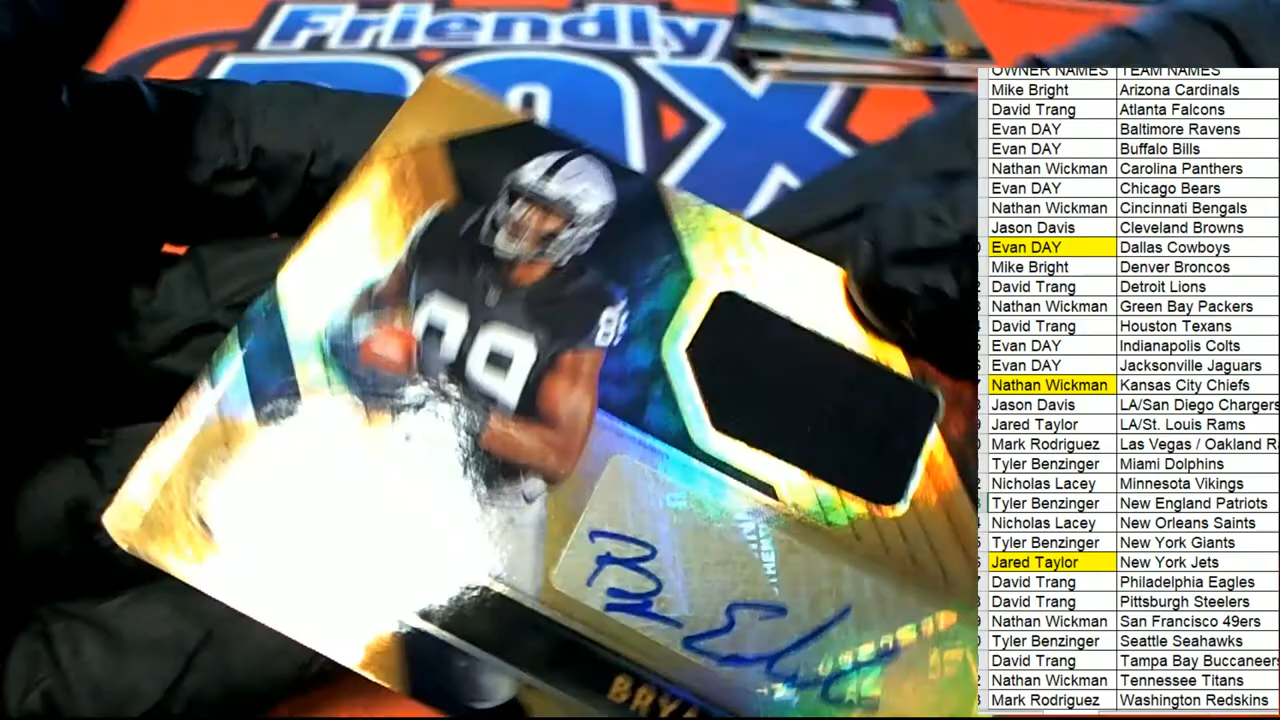 Friendly
BOX
89
89
BRYA
OWNER NAMES TEAM NAMES
Mike Bright Arizona Cardinals
David Trang Atlanta Falcons
Evan DAY Baltimore Ravens
Evan DAY Buffalo Bills
Nathan Wickman Carolina Panthers
Evan DAY Chicago Bears
Nathan Wickman Cincinnati Bengals
Jason Davis Cleveland Browns
Evan DAY Dallas Cowboys
Mike Bright Denver Broncos
David Trang Detroit Lions
Nathan Wickman Green Bay Packers
David Trang Houston Texans
Evan DAY Indianapolis Colts
Evan DAY Jacksonville Jaguars
Nathan Wickman Kansas City Chiefs
Jason Davis LA/San Diego Chargers
Jared Taylor LA/St. Louis Rams
Mark Rodriguez Las Vegas / Oakland R
Tyler Benzinger Miami Dolphins
Nicholas Lacey Minnesota Vikings
Tyler Benzinger New England Patriots
Nicholas Lacey New Orleans Saints
Tyler Benzinger New York Giants
Jared Taylor New York Jets
David Trang Philadelphia Eagles
David Trang Pittsburgh Steelers
Nathan Wickman San Francisco 49ers
Tyler Benzinger Seattle Seahawks
David Trang Tampa Bay Buccaneer
Nathan Wickman Tennessee Titans
Mark Rodriguez Washington Redskins